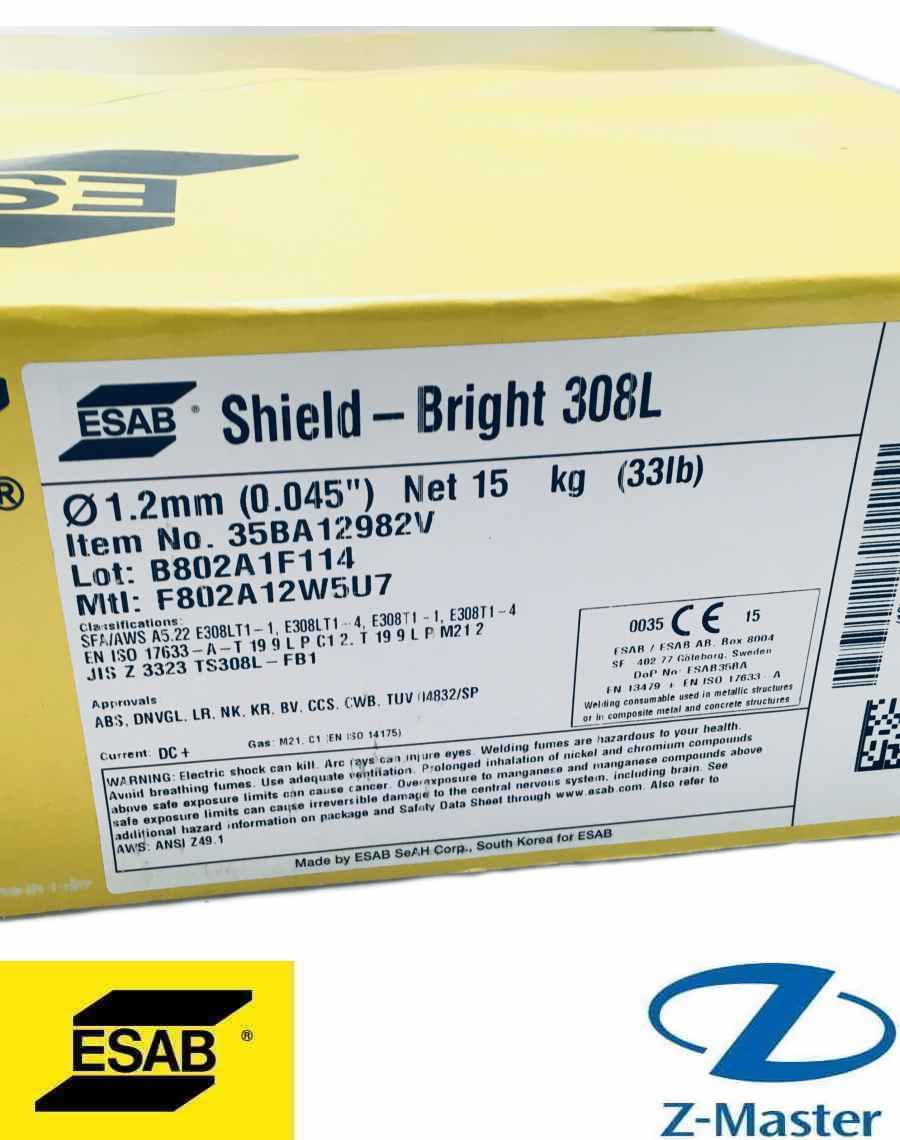 ESAB
ESAB ® Shield-Bright 308L
®
Ø 1.2mm (0.045") Net 15 kg (33lb)
Item No. 35BA12982V
Lot: B802A1F114
Mtl: F802A12W5U7
Classifications:
SFA/AWS A5.22 E308LT1-1, E308LT1-4, E308T1-1, E308T1-4
EN ISO 17633-A-T 19 9 L P C1 2. T 19 9 L P M21 2
JIS Z 3323 TS308L-FB1
0035 CE 15
ESAB / ESAB AB. Box 8004
SE 402 77 Göteborg, Sweden
DoP No: ESAB35BA
EN 13479 + EN ISO 17633-A
Welding consumable used in metallic structures
or in composite metal and concrete structures
Approvals
ABS, DNVGL, LR, NK, KR, BV, CCS, CWB, TUV 04832/SP
Current: DC+ Gas: M21, C1 (EN ISO 14175)
WARNING: Electric shock can kill. Arc rays can injure eyes. Welding fumes are hazardous to your health.
Avoid breathing fumes. Use adequate ventilation. Prolonged inhalation of nickel and chromium compounds
above safe exposure limits can cause cancer. Overexposure to manganese and manganese compounds above
safe exposure limits can cause irreversible damage to the central nervous system, including brain. See
additional hazard information on package and Safety Data Sheet through www.esab.com. Also refer to
AWS: ANSI Z49.1
Made by ESAB SeAH Corp., South Korea for ESAB
ESAB ®
Z-Master